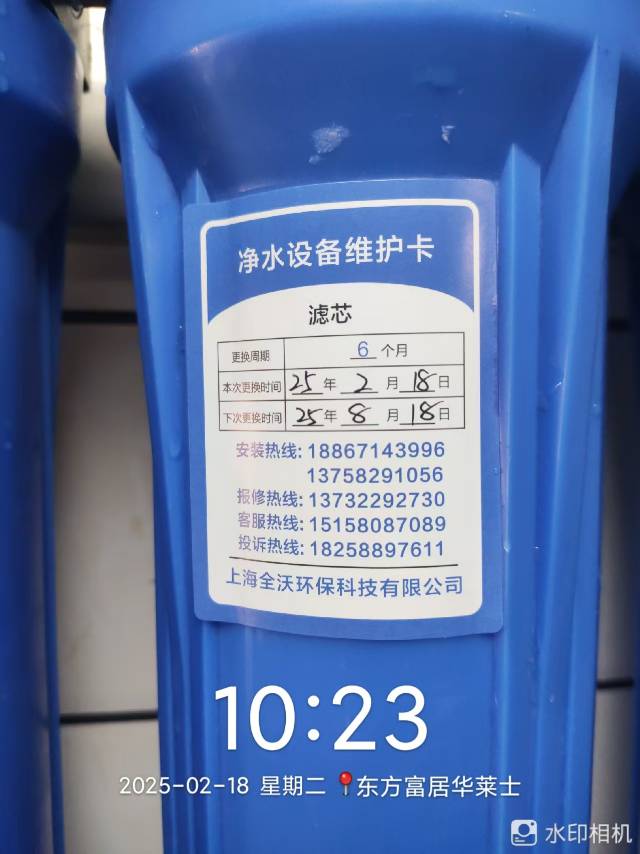 净水设备维护卡
滤芯
更换周期 6 个月
本次更换时间 25 年 2 月 18 日
下次更换时间 25 年 8 月 18 日
安装热线: 18867143996
13758291056
报修热线: 13732292730
客服热线: 15158087089
投诉热线: 18258897611
上海全沃环保科技有限公司
10:23
2025-02-18 星期二 📍东方富居华莱士
水印相机